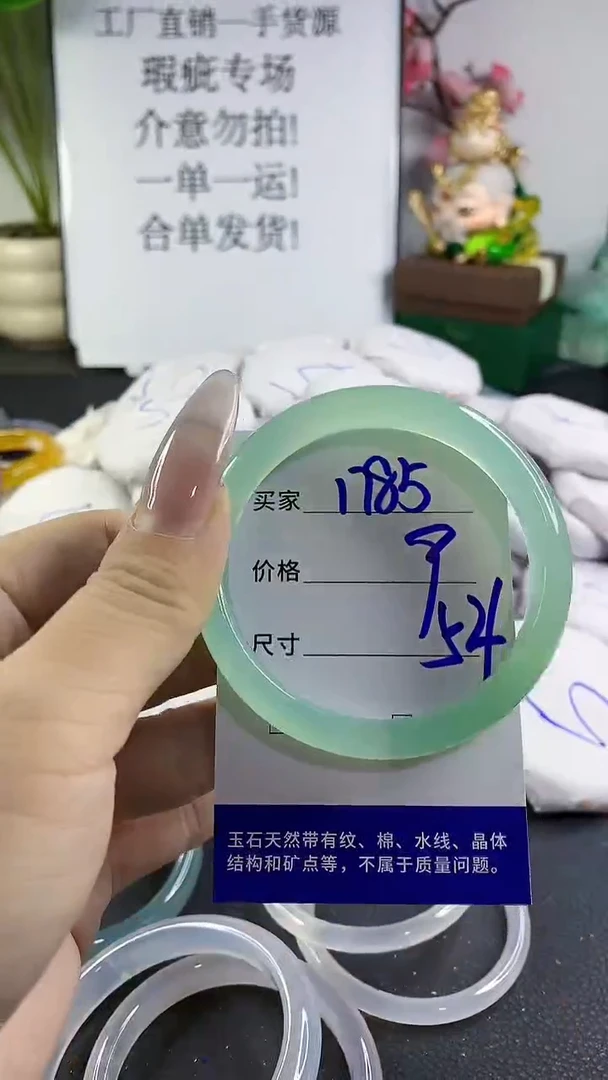 工厂直销一手货源
瑕疵专场
介意勿拍!
一单一运!
合单发货!
买家 1785
价格
尺寸 54
玉石天然带有纹、棉、水线、晶体
结构和矿点等，不属于质量问题。